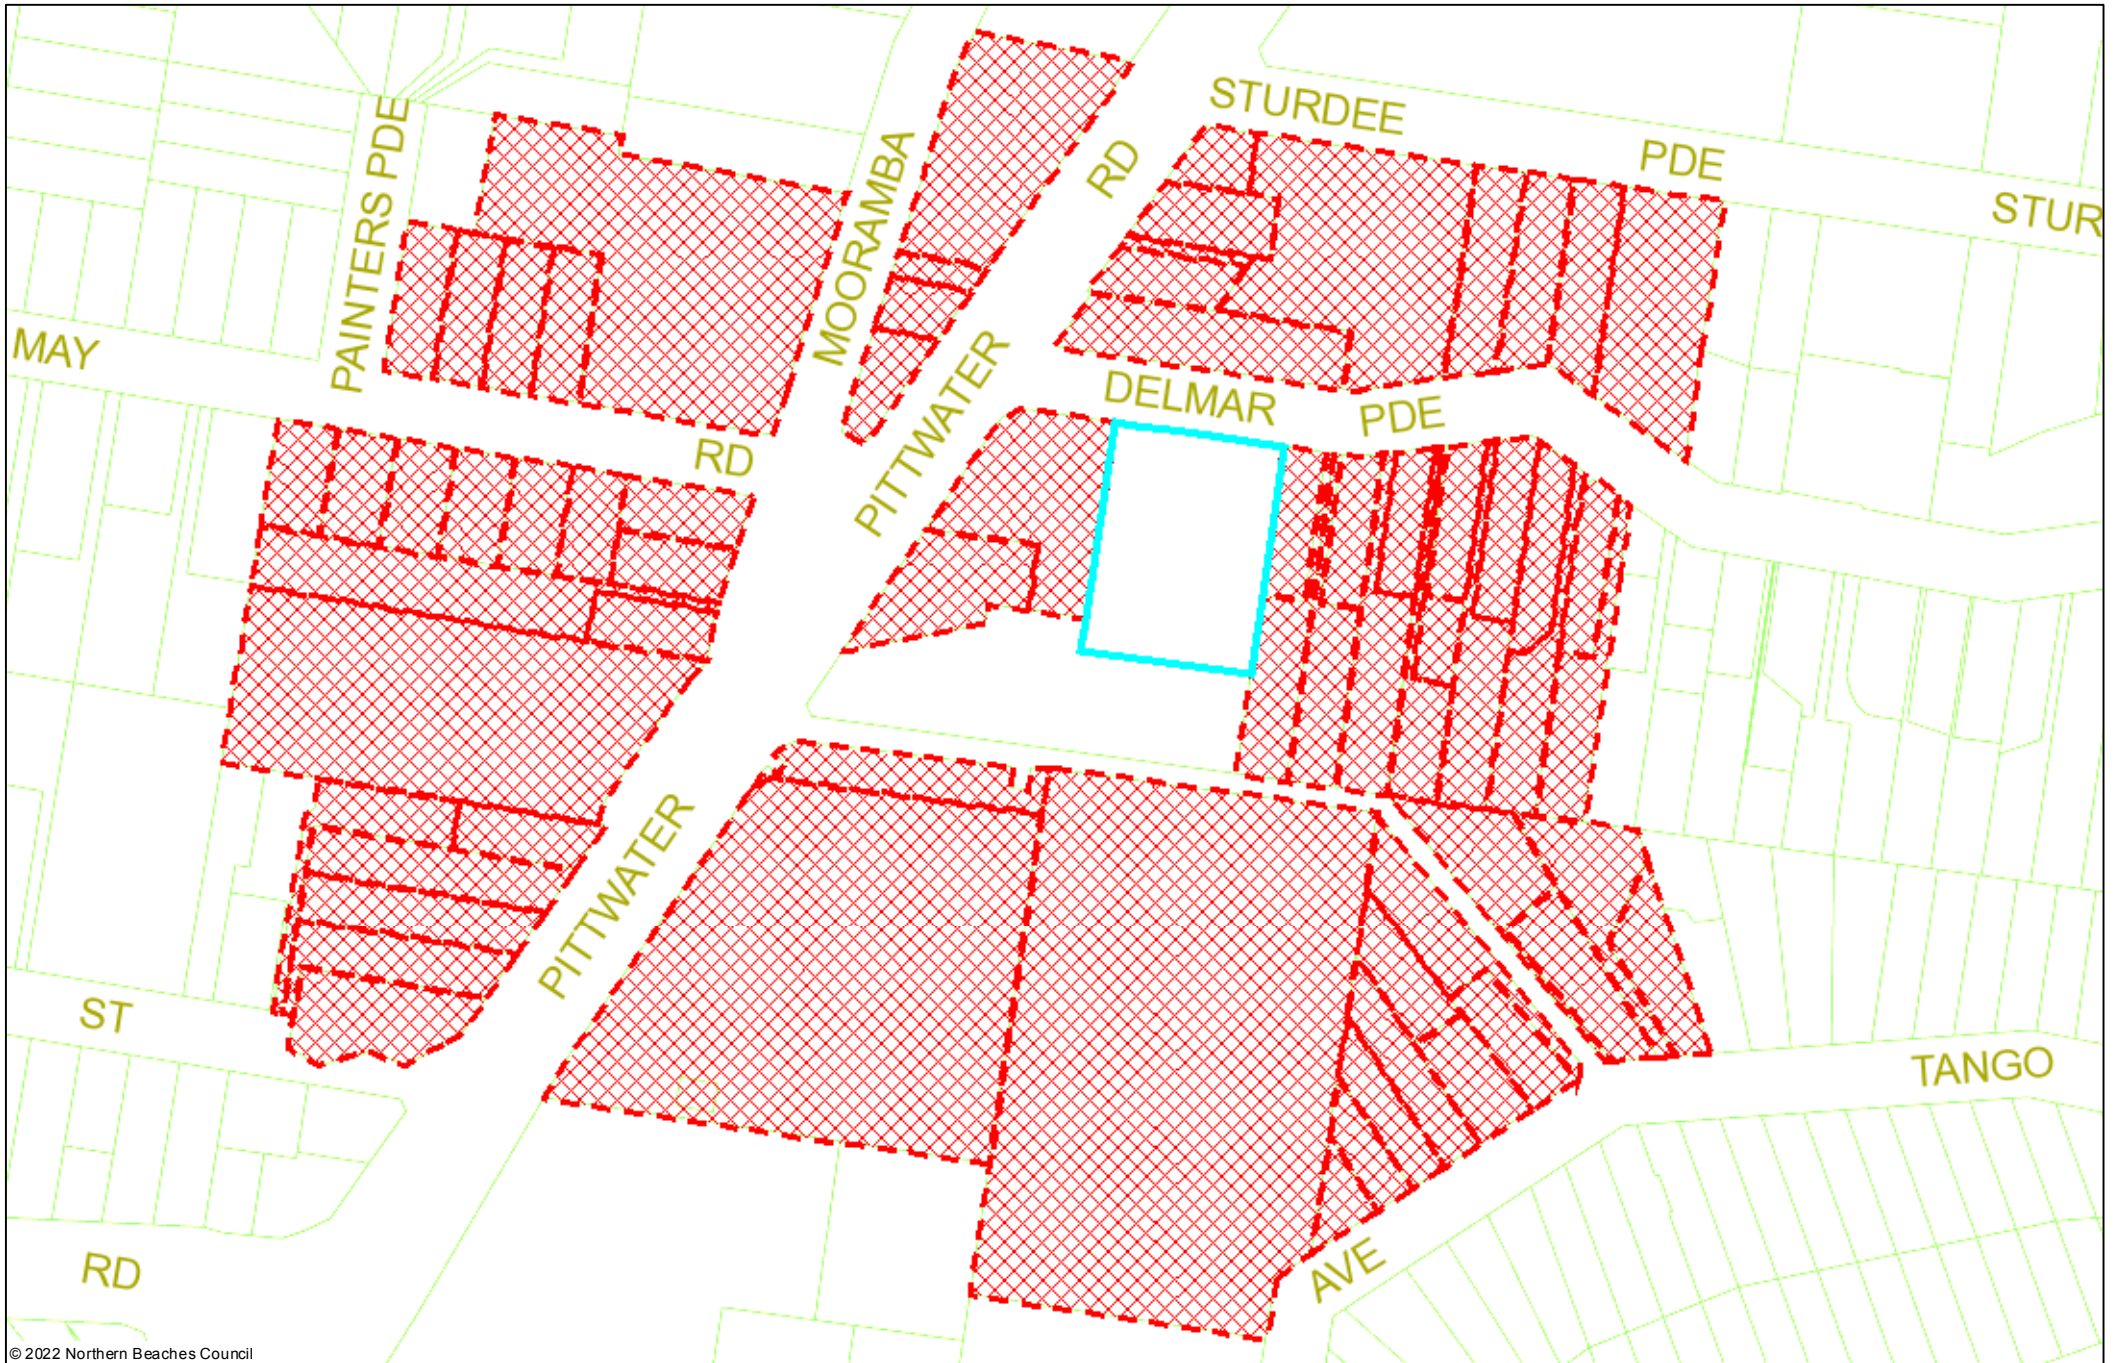 STURDEE
PDE
STUR
RD
PAINTERS PDE
MOORAMBA
MAY
RD
PITTWATER
DELMAR
PDE
PITTWATER
ST
TANGO
AVE
RD
© 2022 Northern Beaches Council